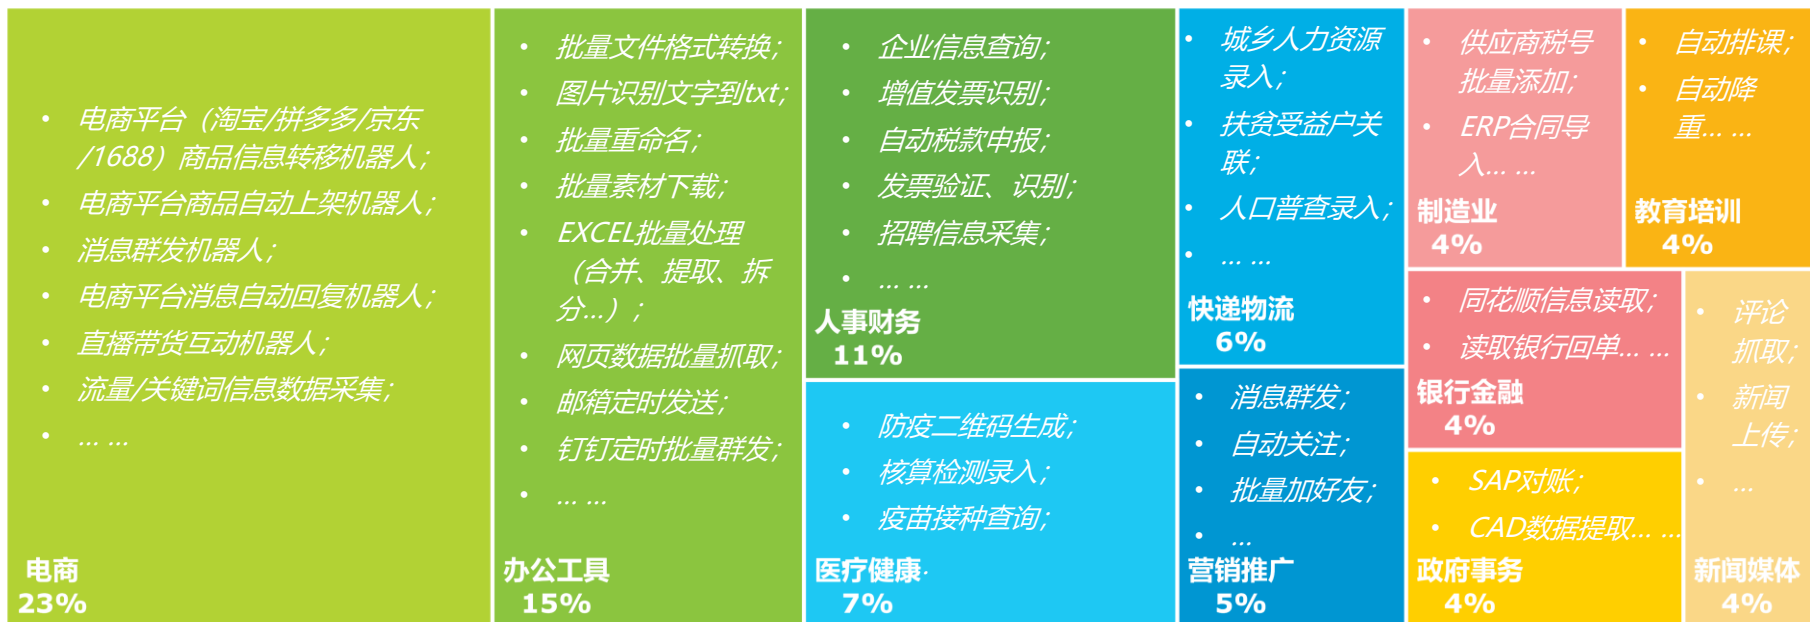 • 电商平台（淘宝/拼多多/京东
/1688）商品信息转移机器人；
• 电商平台商品自动上架机器人；
• 消息群发机器人；
• 电商平台消息自动回复机器人；
• 直播带货互动机器人；
• 流量/关键词信息数据采集；
• ... ...
电商
23%
• 批量文件格式转换；
• 图片识别文字到txt；
• 批量重命名；
• 批量素材下载；
• EXCEL批量处理
（合并、提取、拆
分...）；
• 网页数据批量抓取；
• 邮箱定时发送；
• 钉钉定时批量群发；
• ... ...
办公工具
15%
• 企业信息查询；
• 增值发票识别；
• 自动税款申报；
• 发票验证、识别；
• 招聘信息采集；
• ... ...
人事财务
11%
• 防疫二维码生成；
• 核算检测录入；
• 疫苗接种查询；
医疗健康
7%
• 城乡人力资源
录入；
• 扶贫受益户关
联；
• 人口普查录入；
• ... ...
快递物流
6%
• 消息群发；
• 自动关注；
• 批量加好友；
• ...
营销推广
5%
• 供应商税号
批量添加；
• ERP合同导
入... ...
制造业
4%
• 自动排课；
• 自动降
重... ...
教育培训
4%
• 同花顺信息读取；
• 读取银行回单... ...
银行金融
4%
• SAP对账；
• CAD数据提取... ...
政府事务
4%
• 评论
抓取；
• 新闻
上传；
• ...
新闻媒体
4%